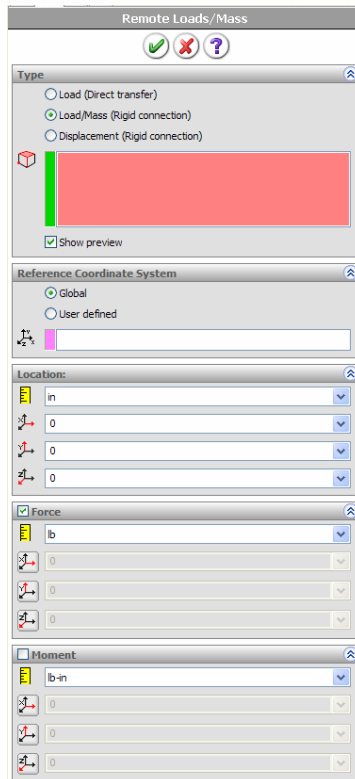 Remote Loads/Mass
?
Type
Load (Direct transfer)
Load/Mass (Rigid connection)
Displacement (Rigid connection)
Show preview
Reference Coordinate System
Global
User defined
Location:
in
0
0
0
Force
lb
0
0
0
Moment
lb-in
0
0
0